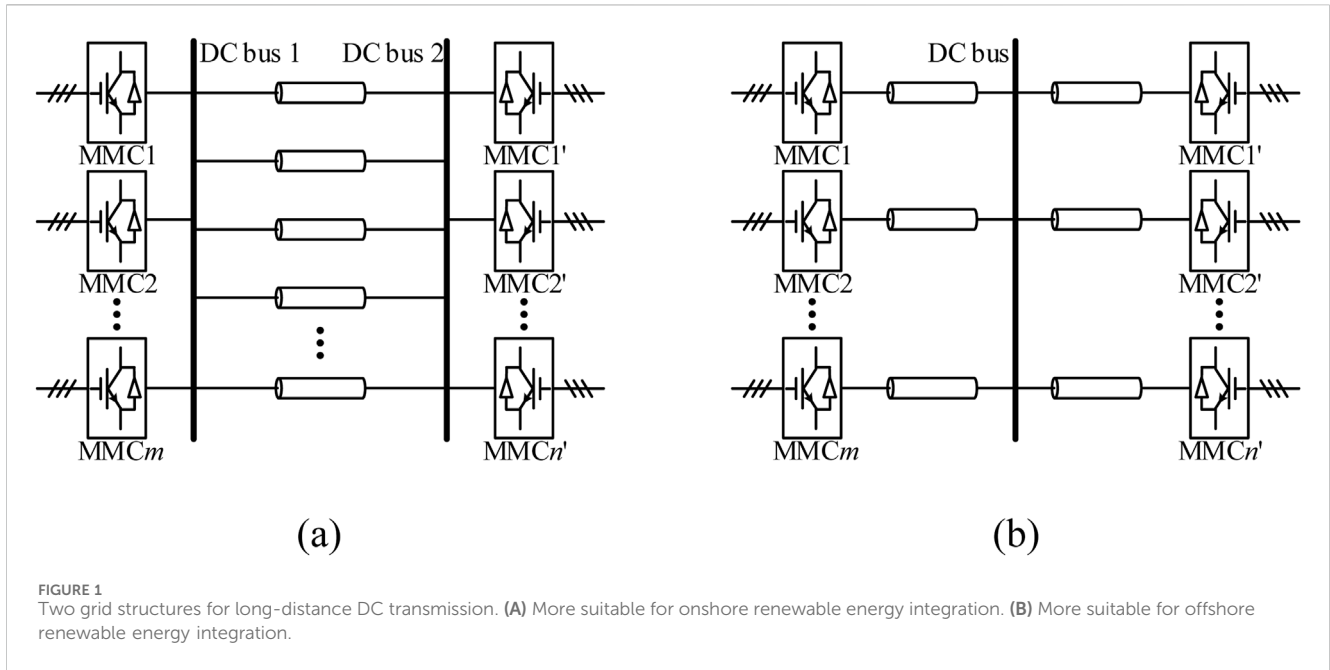 DC bus 1 DC bus 2
MMC1 MMC1'
MMC2 MMC2'
MMCm MMCn'
(a)
DC bus
MMC1 MMC1'
MMC2 MMC2'
MMCm MMCn'
(b)
FIGURE 1
Two grid structures for long-distance DC transmission. (A) More suitable for onshore renewable energy integration. (B) More suitable for offshore
renewable energy integration.